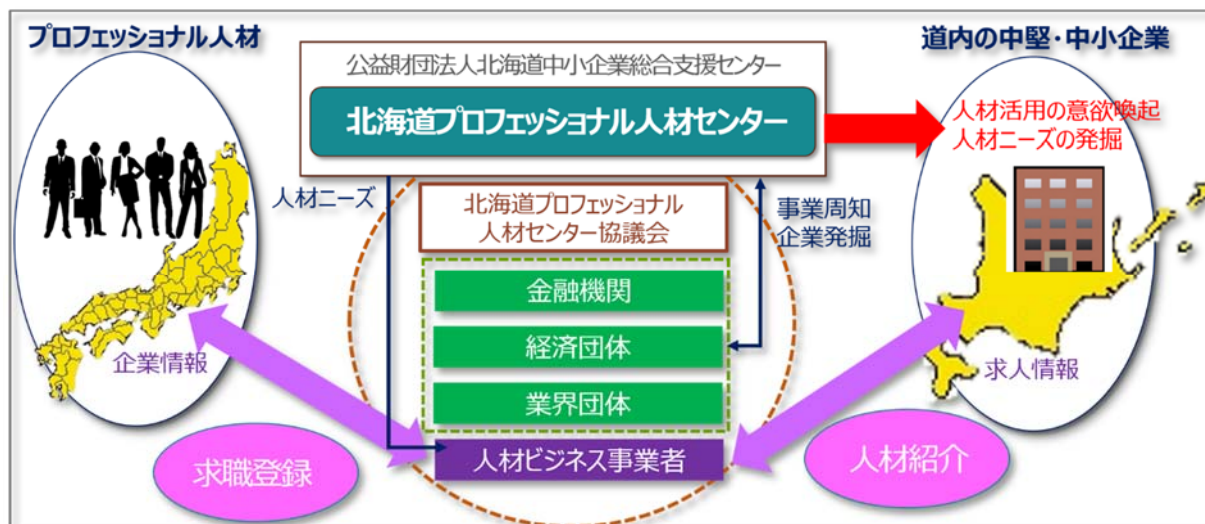 プロフェッショナル人材
公益財団法人北海道中小企業総合支援センター
北海道プロフェッショナル人材センター
道内の中堅・中小企業
人材活用の意欲喚起
人材ニーズの発掘
人材ニーズ
北海道プロフェッショナル
人材センター協議会
事業周知
企業発掘
金融機関
経済団体
業界団体
人材ビジネス事業者
企業情報
求人情報
求職登録
人材紹介